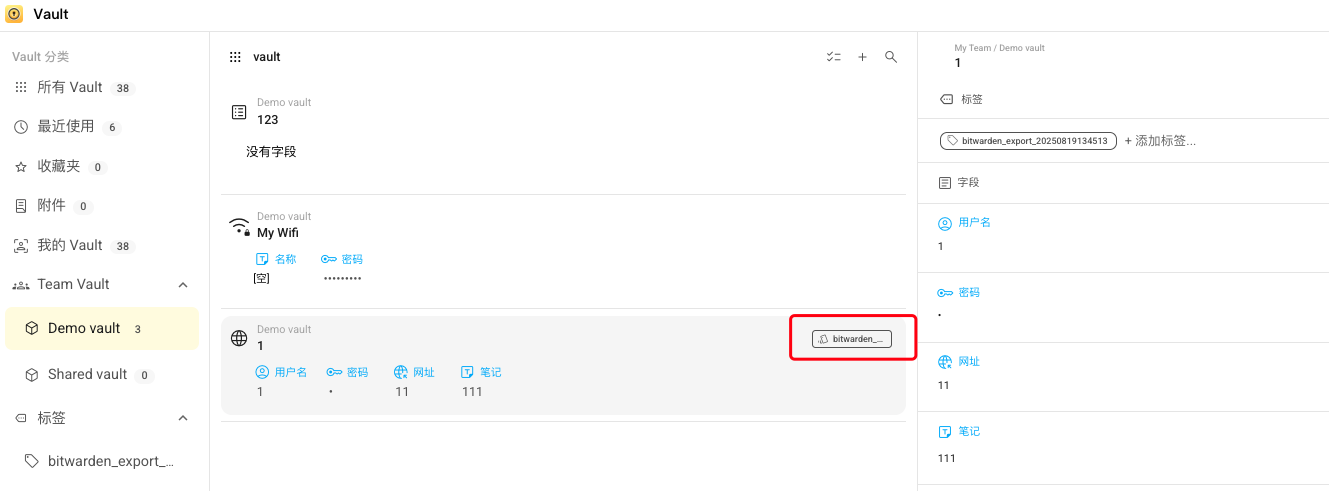 Vault
Vault 分类
所有 Vault 38
最近使用 6
收藏夹 0
附件 0
我的 Vault 38
Team Vault
Demo vault 3
Shared vault 0
标签
bitwarden_export_...
vault
Demo vault
123
没有字段
Demo vault
My Wifi
名称 密码
[空] •••••••••
Demo vault
1
bitwarden_...
用户名 密码 网址 笔记
1 • 11 111
My Team / Demo vault
1
标签
bitwarden_export_20250819134513 + 添加标签...
字段
用户名
1
密码
•
网址
11
笔记
111